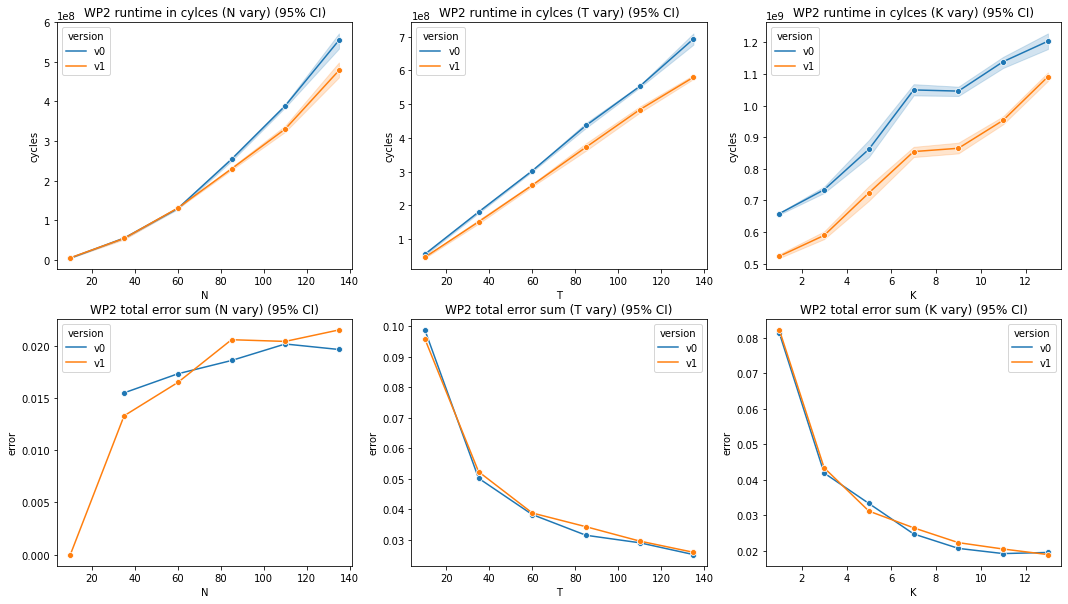 WP2 runtime in cylces (N vary) (95% CI)
1e8
version
v0
v1
6
5
4
3
2
1
0
cycles
20 40 60 80 100 120 140
N
WP2 runtime in cycles (T vary) (95% CI)
1e8
version
v0
v1
7
6
5
4
3
2
1
cycles
20 40 60 80 100 120 140
T
WP2 runtime in cylces (K vary) (95% CI)
1e9
version
v0
v1
1.2
1.1
1.0
0.9
0.8
0.7
0.6
0.5
cycles
2 4 6 8 10 12
K
WP2 total error sum (N vary) (95% CI)
version
v0
v1
0.020
0.015
0.010
0.005
0.000
error
20 40 60 80 100 120 140
N
WP2 total error sum (T vary) (95% CI)
version
v0
v1
0.10
0.09
0.08
0.07
0.06
0.05
0.04
0.03
error
20 40 60 80 100 120 140
T
WP2 total error sum (K vary) (95% CI)
version
v0
v1
0.08
0.07
0.06
0.05
0.04
0.03
0.02
error
2 4 6 8 10 12
K